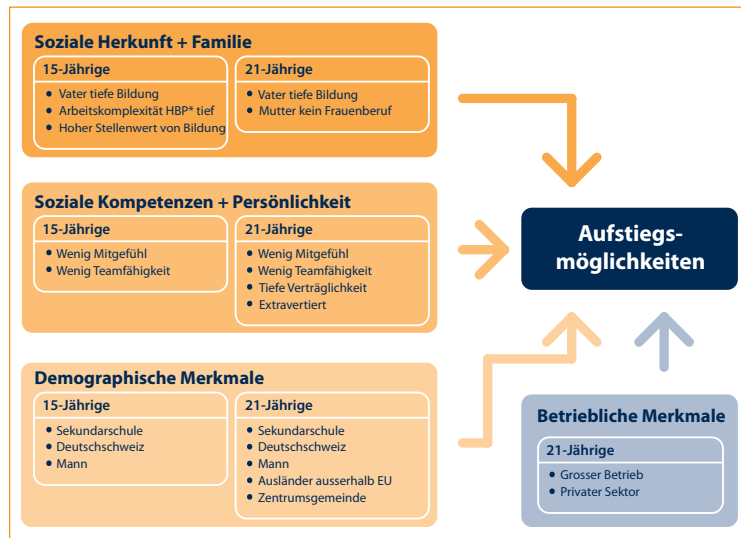 Soziale Herkunft + Familie
15-Jährige
• Vater tiefe Bildung
• Arbeitskomplexität HBP* tief
• Hoher Stellenwert von Bildung
21-Jährige
• Vater tiefe Bildung
• Mutter kein Frauenberuf
Soziale Kompetenzen + Persönlichkeit
15-Jährige
• Wenig Mitgefühl
• Wenig Teamfähigkeit
21-Jährige
• Wenig Mitgefühl
• Wenig Teamfähigkeit
• Tiefe Verträglichkeit
• Extravertiert
Aufstiegs-
möglichkeiten
Demographische Merkmale
15-Jährige
• Sekundarschule
• Deutschschweiz
• Mann
21-Jährige
• Sekundarschule
• Deutschschweiz
• Mann
• Ausländer ausserhalb EU
• Zentrumsgemeinde
Betriebliche Merkmale
21-Jährige
• Grosser Betrieb
• Privater Sektor